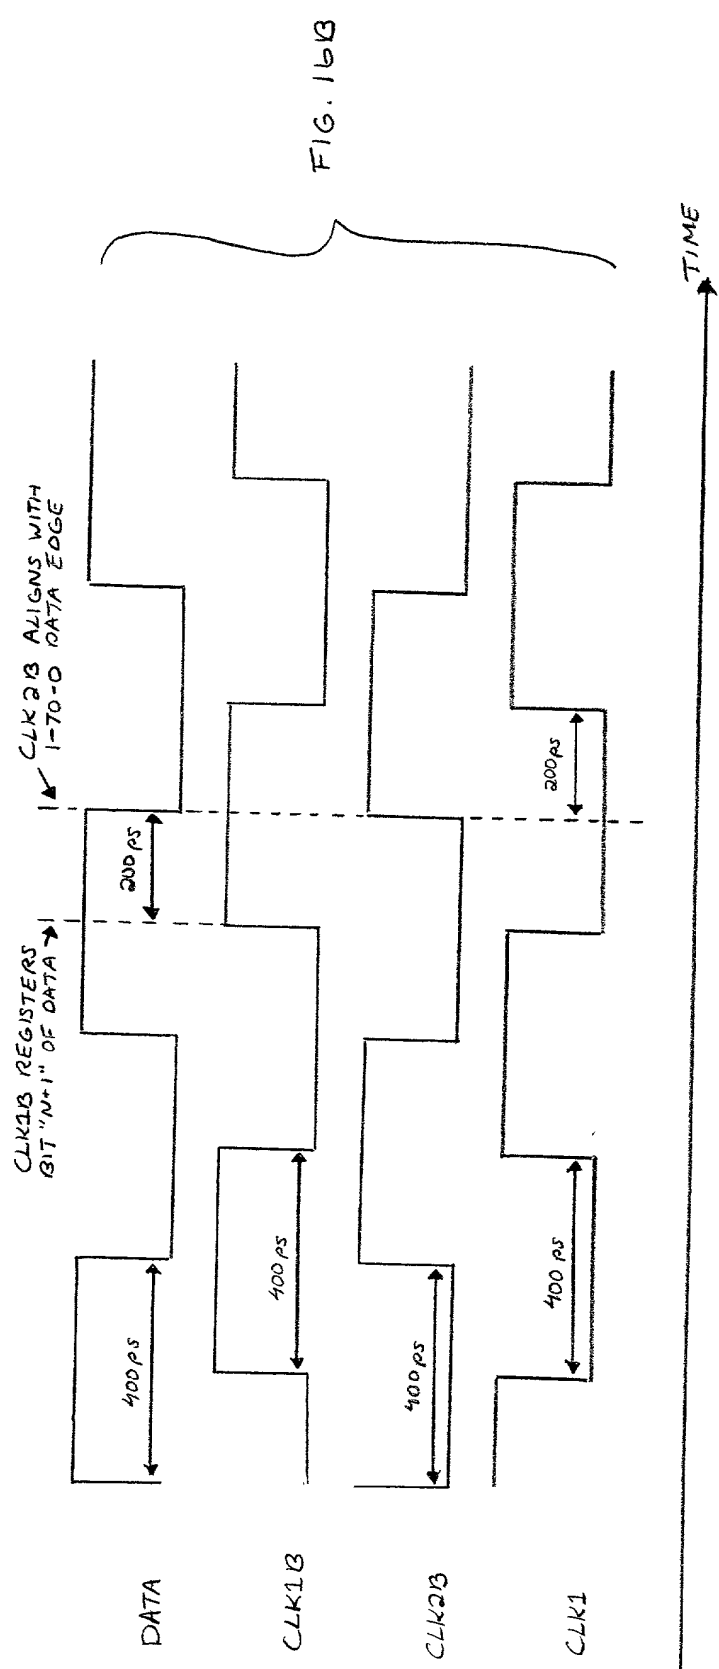 CLK1B REGISTERS
BIT "N+1" OF DATA
CLK2B ALIGNS WITH
1-TO-0 DATA EDGE
DATA
400ps
200ps
CLK1B
400ps
CLK2B
400ps
CLK1
400ps
200ps
TIME
FIG. 16B